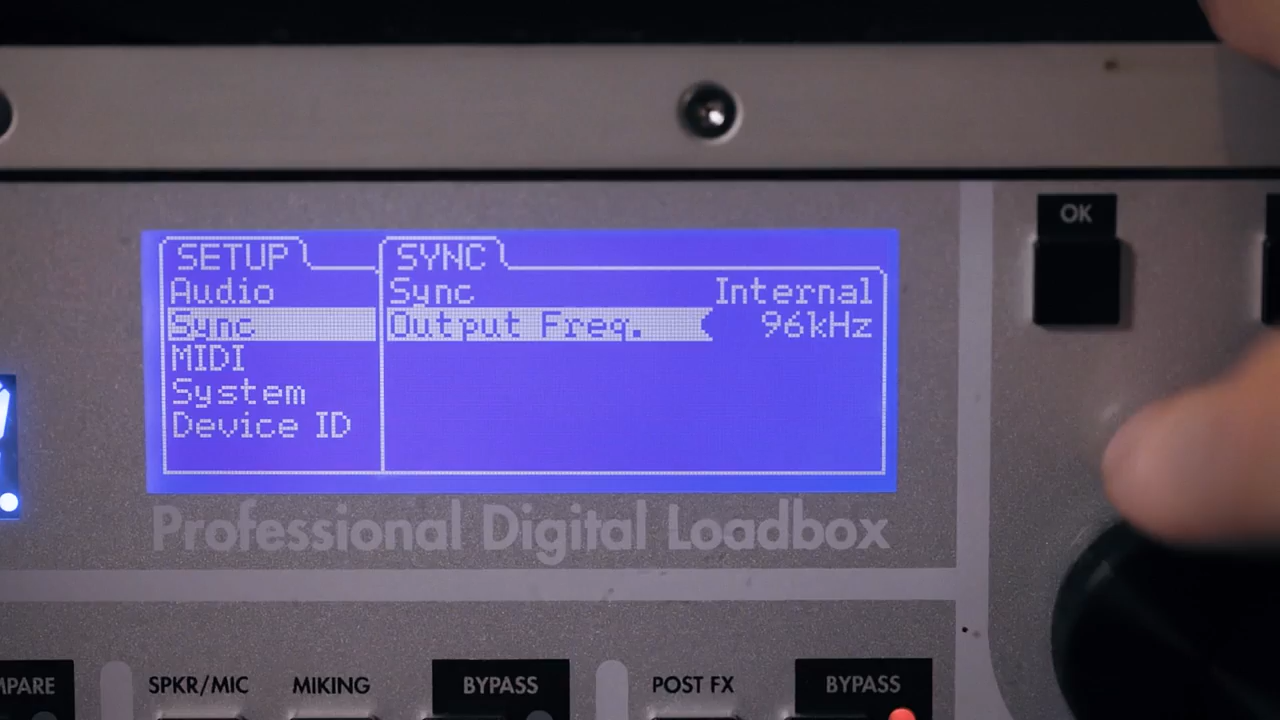 OK
SETUP
SYNC
Audio
Sync Internal
Sync
Output Freq. 96kHz
MIDI
System
Device ID
Professional Digital Loadbox
MPARE
SPKR/MIC
MIKING
BYPASS
POST FX
BYPASS